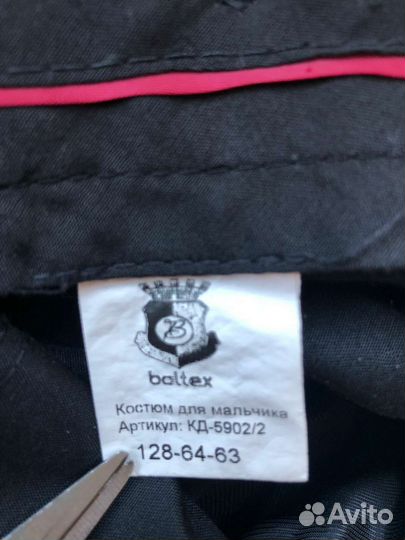 B
baltex
Костюм для мальчика
Артикул: КД-5902/2
128-64-63
Avito